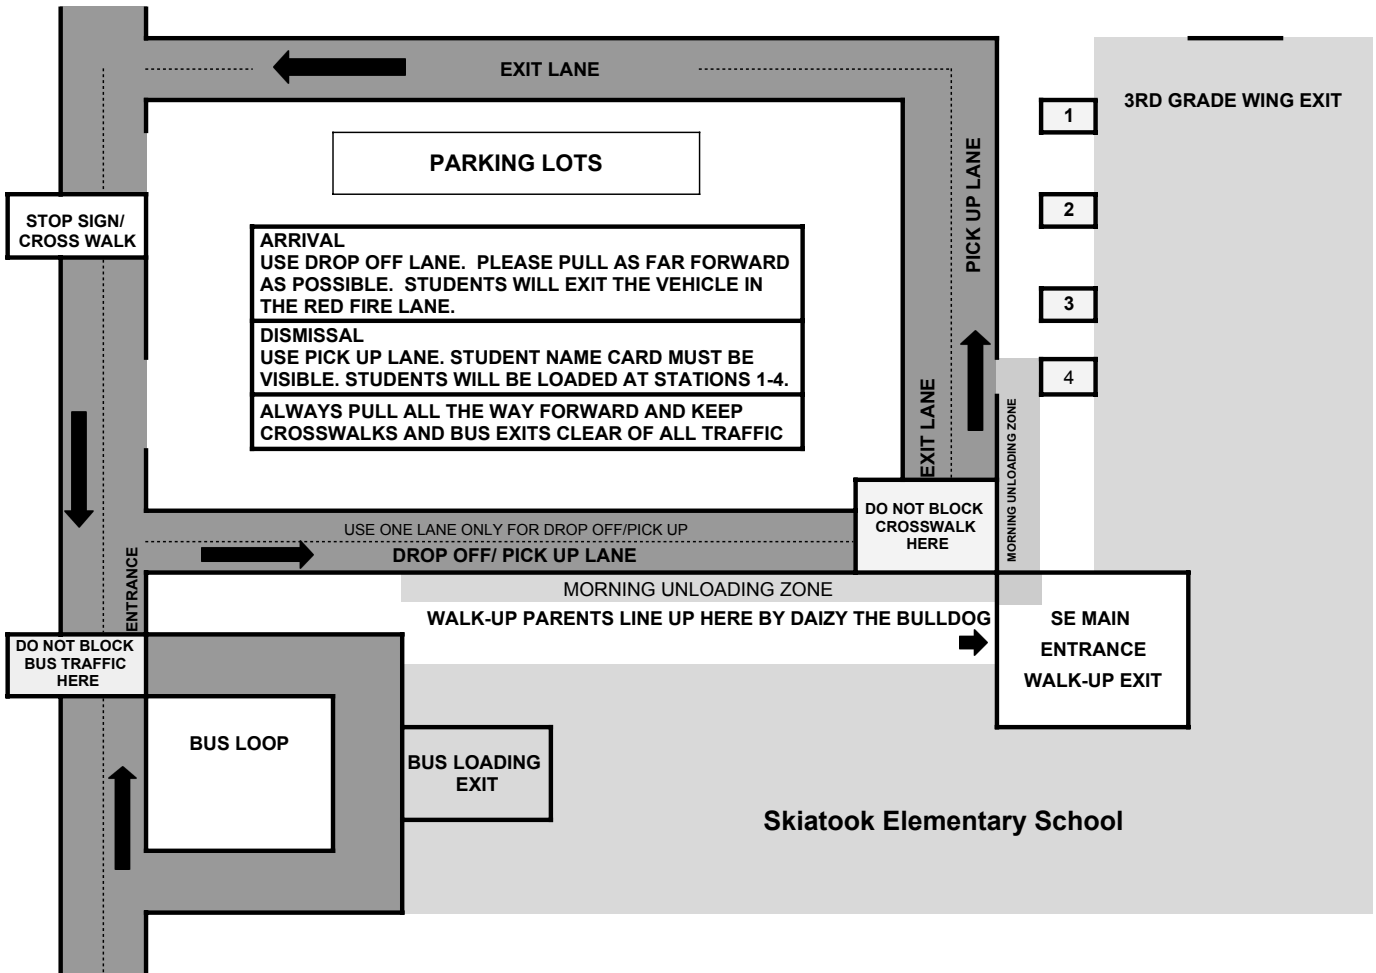 EXIT LANE
3RD GRADE WING EXIT
1
PARKING LOTS
PICK UP LANE
2
STOP SIGN/
CROSS WALK
ARRIVAL
USE DROP OFF LANE.  PLEASE PULL AS FAR FORWARD
AS POSSIBLE.  STUDENTS WILL EXIT THE VEHICLE IN
THE RED FIRE LANE.
3
DISMISSAL
USE PICK UP LANE. STUDENT NAME CARD MUST BE
VISIBLE. STUDENTS WILL BE LOADED AT STATIONS 1-4.
4
ALWAYS PULL ALL THE WAY FORWARD AND KEEP
CROSSWALKS AND BUS EXITS CLEAR OF ALL TRAFFIC
EXIT LANE
MORNING UNLOADING ZONE
DO NOT BLOCK
CROSSWALK
HERE
USE ONE LANE ONLY FOR DROP OFF/PICK UP
DROP OFF/ PICK UP LANE
ENTRANCE
MORNING UNLOADING ZONE
WALK-UP PARENTS LINE UP HERE BY DAIZY THE BULLDOG
SE MAIN
ENTRANCE
WALK-UP EXIT
DO NOT BLOCK
BUS TRAFFIC
HERE
BUS LOOP
BUS LOADING
EXIT
Skiatook Elementary School